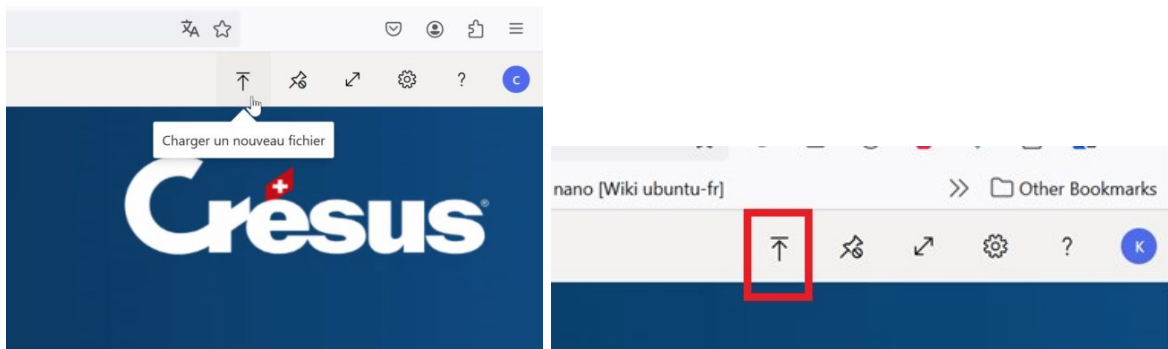 ?
C
Charger un nouveau fichier
Crésus®
nano [Wiki ubuntu-fr]
Other Bookmarks
?
K